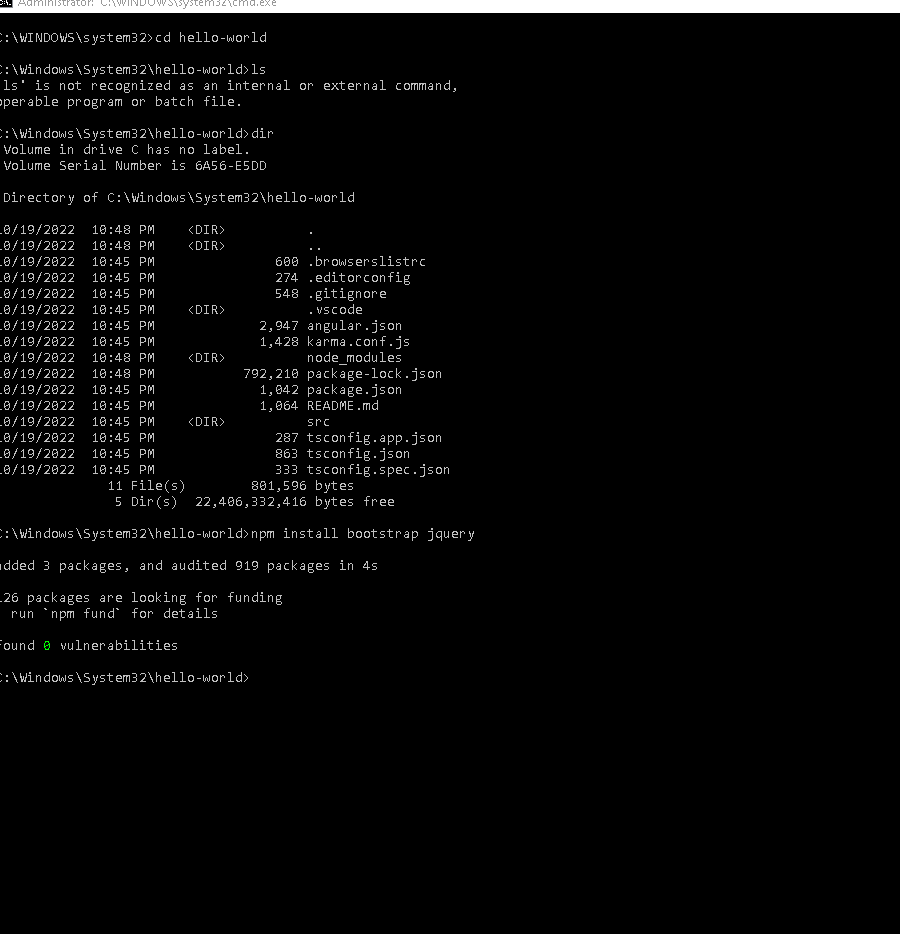 Administrator: C:\WINDOWS\system32\cmd.exe
C:\WINDOWS\system32>cd hello-world
C:\Windows\System32\hello-world>ls
'ls' is not recognized as an internal or external command,
operable program or batch file.
C:\Windows\System32\hello-world>dir
Volume in drive C has no label.
Volume Serial Number is 6A56-E5DD
Directory of C:\Windows\System32\hello-world
10/19/2022  10:48 PM    <DIR>          .
10/19/2022  10:48 PM    <DIR>          ..
10/19/2022  10:45 PM               600 .browserslistrc
10/19/2022  10:45 PM               274 .editorconfig
10/19/2022  10:45 PM               548 .gitignore
10/19/2022  10:45 PM    <DIR>          .vscode
10/19/2022  10:45 PM             2,947 angular.json
10/19/2022  10:45 PM             1,428 karma.conf.js
10/19/2022  10:48 PM    <DIR>          node_modules
10/19/2022  10:48 PM           792,210 package-lock.json
10/19/2022  10:45 PM             1,042 package.json
10/19/2022  10:45 PM             1,064 README.md
10/19/2022  10:45 PM    <DIR>          src
10/19/2022  10:45 PM               287 tsconfig.app.json
10/19/2022  10:45 PM               863 tsconfig.json
10/19/2022  10:45 PM               333 tsconfig.spec.json
11 File(s)        801,596 bytes
5 Dir(s)  22,406,332,416 bytes free
C:\Windows\System32\hello-world>npm install bootstrap jquery
added 3 packages, and audited 919 packages in 4s
126 packages are looking for funding
run `npm fund` for details
found 0 vulnerabilities
C:\Windows\System32\hello-world>